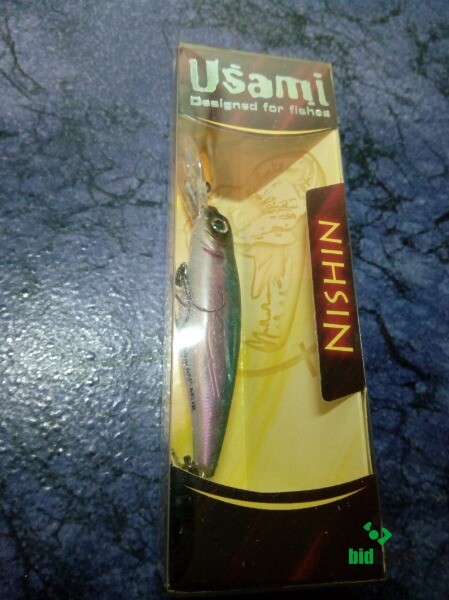 Usami
Designed for fishes
NISHIN
bid